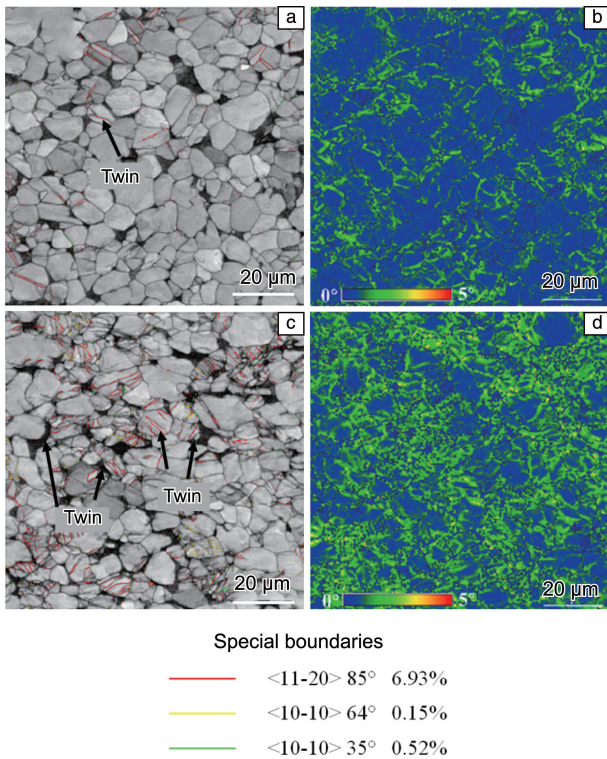 a
Twin
20 µm
b
0° 5°
20 µm
c
Twin
Twin
20 µm
d
0° 5°
20 µm
Special boundaries
<11-20> 85° 6.93%
<10-10> 64° 0.15%
<10-10> 35° 0.52%